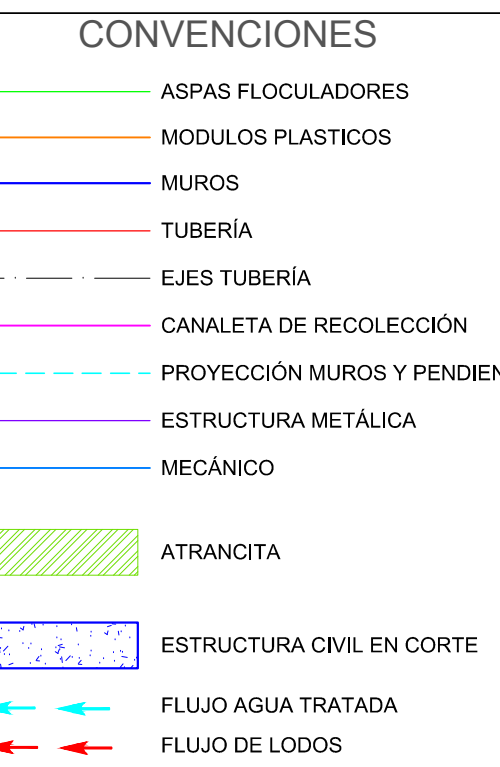 CONVENCIONES
ASPAS FLOCULADORES
MODULOS PLASTICOS
MUROS
TUBERÍA
EJES TUBERÍA
CANALETA DE RECOLECCIÓN
PROYECCIÓN MUROS Y PENDIEN
ESTRUCTURA METÁLICA
MECÁNICO
ATRANCITA
ESTRUCTURA CIVIL EN CORTE
FLUJO AGUA TRATADA
FLUJO DE LODOS